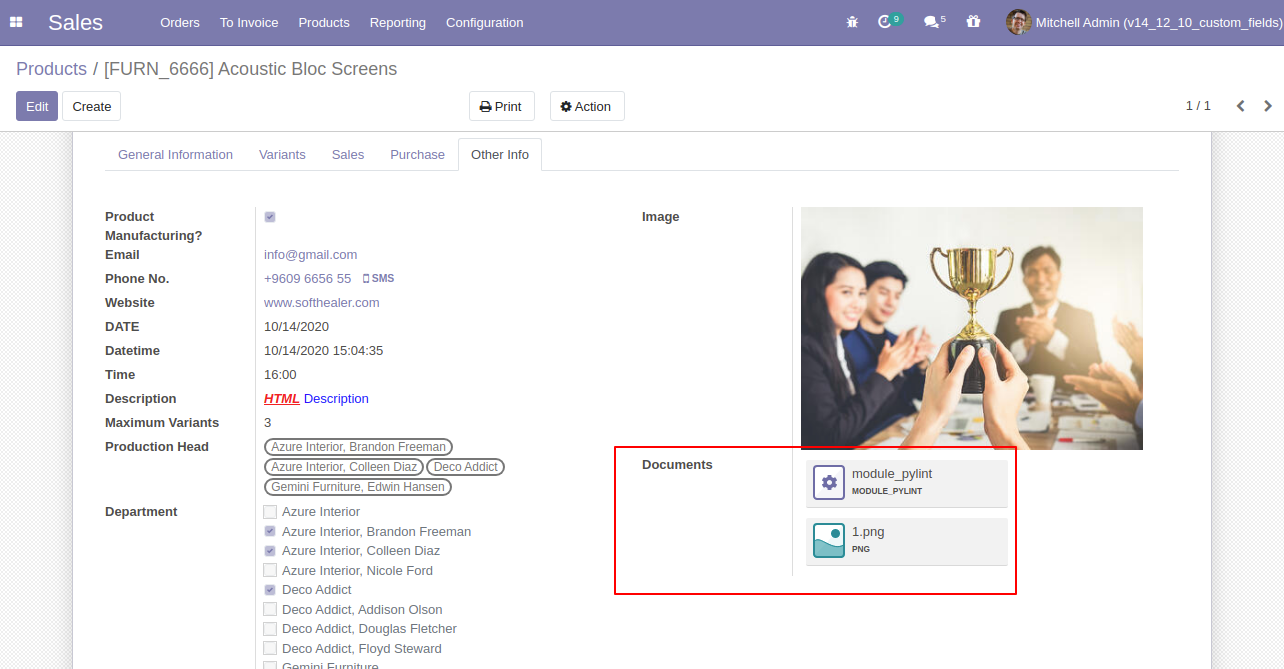 Sales Orders To Invoice Products Reporting Configuration 9 5 Mitchell Admin (v14_12_10_custom_fields)
Products / [FURN_6666] Acoustic Bloc Screens
Edit Create Print Action 1 / 1
General Information Variants Sales Purchase Other Info
Product
Manufacturing?
Email info@gmail.com
Phone No. +9609 6656 55 SMS
Website www.softhealer.com
DATE 10/14/2020
Datetime 10/14/2020 15:04:35
Time 16:00
Description HTML Description
Maximum Variants 3
Production Head Azure Interior, Brandon Freeman
Azure Interior, Colleen Diaz Deco Addict
Gemini Furniture, Edwin Hansen
Department Azure Interior
Azure Interior, Brandon Freeman
Azure Interior, Colleen Diaz
Azure Interior, Nicole Ford
Deco Addict
Deco Addict, Addison Olson
Deco Addict, Douglas Fletcher
Deco Addict, Floyd Steward
Gemini Furniture
Image
Documents
module_pylint
MODULE_PYLINT
1.png
PNG